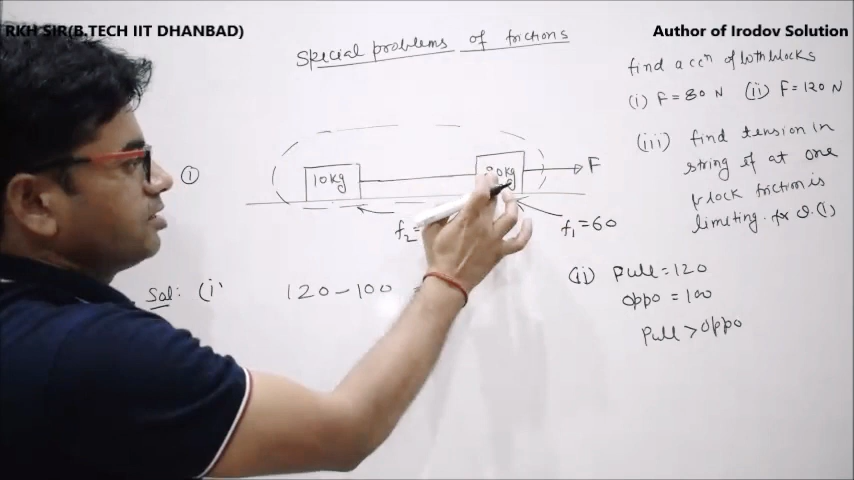 RKH SIR(B.TECH IIT DHANBAD)
Author of Irodov Solution
Special problems of frictions
find accⁿ of both blocks
(i) F = 80 N (ii) F = 120 N
(iii) find tension in
string if at one
block friction is
limiting. for Q.(i)
①
10kg
0kg
F
f₂=
f₁=60
Sol: (i)
120-100 =
(ii) pull = 120
oppo = 100
pull > oppo